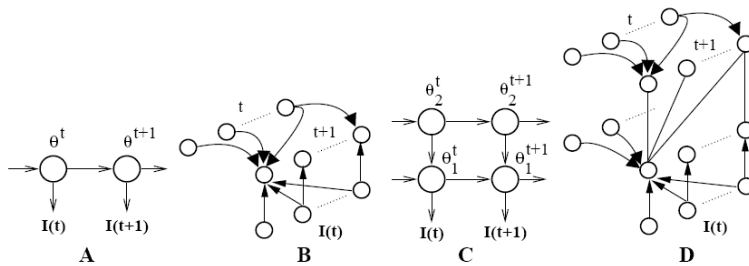 θ^t θ^{t+1}
I(t) I(t+1)
A
t
t+1
I(t)
B
θ_2^t θ_2^{t+1}
θ_1^t θ_1^{t+1}
I(t) I(t+1)
C
t
t+1
I(t)
D